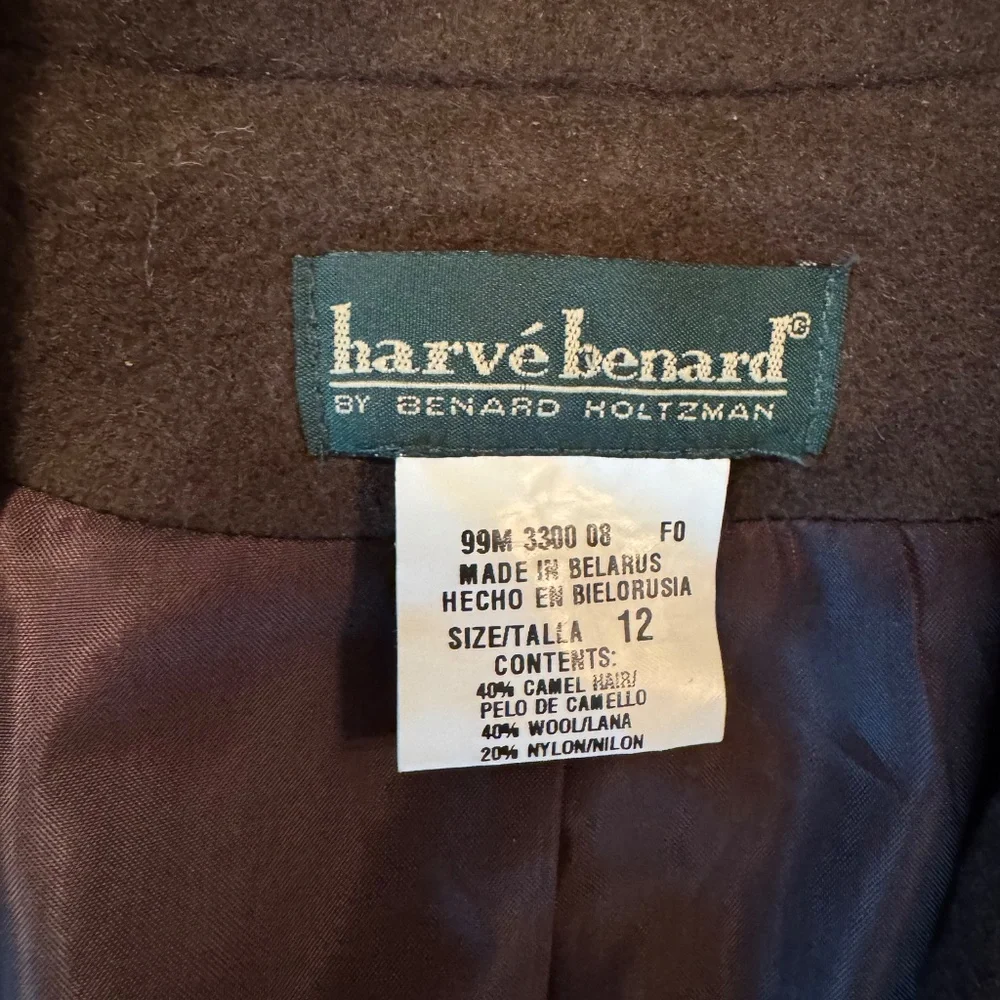 harvé benard®
BY BENARD HOLTZMAN
99M 3300 08 F0
MADE IN BELARUS
HECHO EN BIELORUSIA
SIZE/TALLA 12
CONTENTS:
40% CAMEL HAIR/
PELO DE CAMELLO
40% WOOL/LANA
20% NYLON/NILON